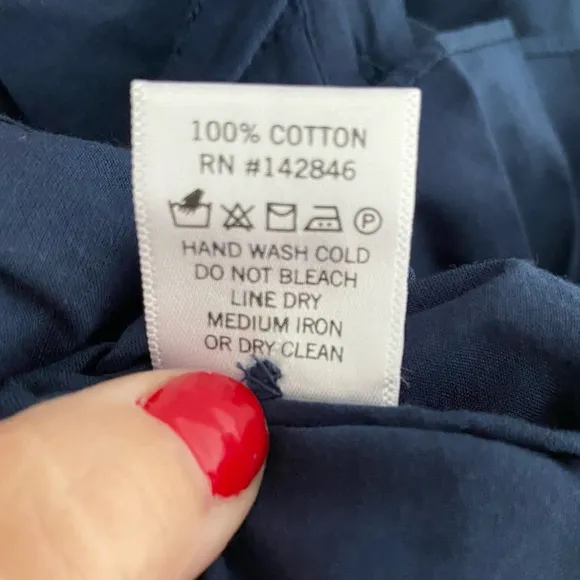 100% COTTON
RN #142846
P
HAND WASH COLD
DO NOT BLEACH
LINE DRY
MEDIUM IRON
OR DRY CLEAN